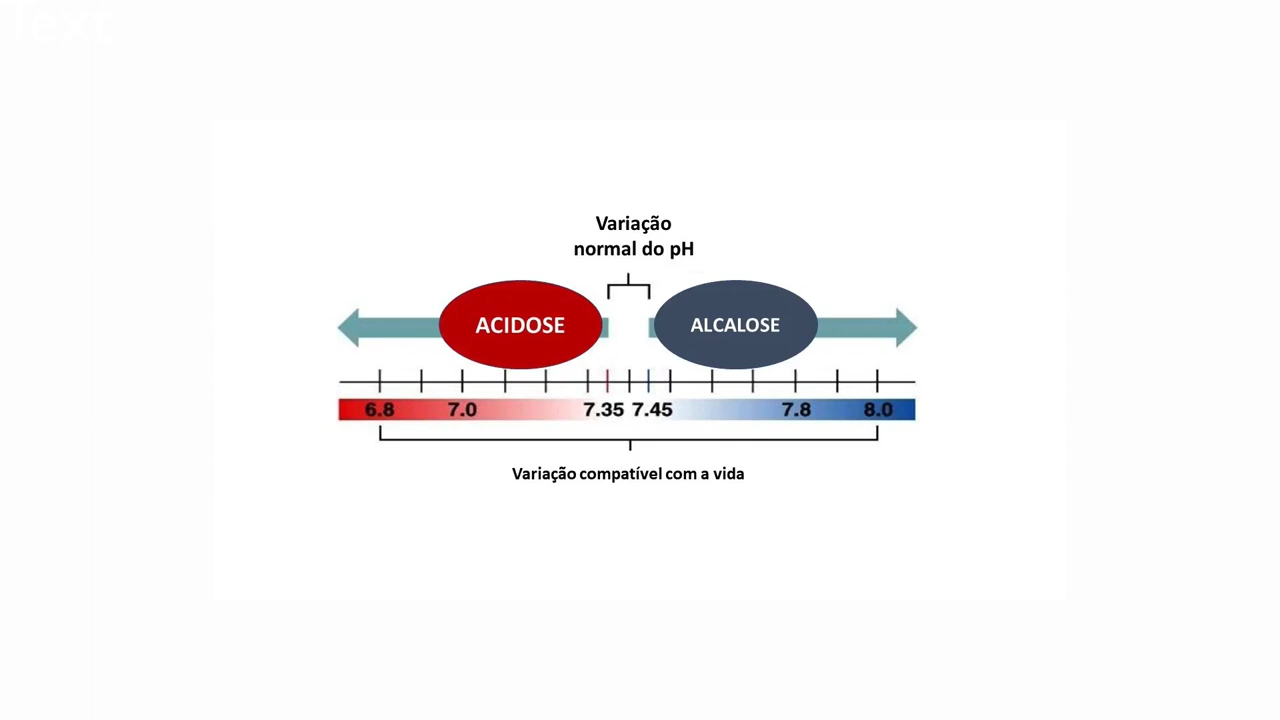 Text
Variação
normal do pH
ACIDOSE
ALCALOSE
6.8 7.0 7.35 7.45 7.8 8.0
Variação compatível com a vida